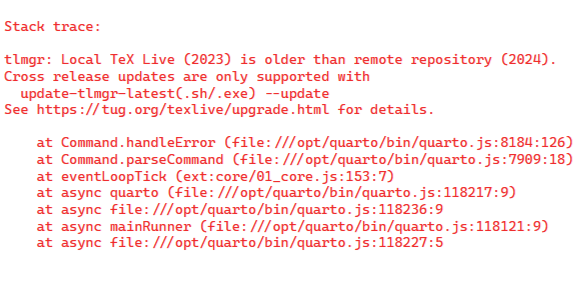 Stack trace:
tlmgr: Local TeX Live (2023) is older than remote repository (2024).
Cross release updates are only supported with
  update-tlmgr-latest(.sh/.exe) --update
See https://tug.org/texlive/upgrade.html for details.
    at Command.handleError (file:///opt/quarto/bin/quarto.js:8184:126)
    at Command.parseCommand (file:///opt/quarto/bin/quarto.js:7909:18)
    at eventLoopTick (ext:core/01_core.js:153:7)
    at async quarto (file:///opt/quarto/bin/quarto.js:118217:9)
    at async file:///opt/quarto/bin/quarto.js:118236:9
    at async mainRunner (file:///opt/quarto/bin/quarto.js:118121:9)
    at async file:///opt/quarto/bin/quarto.js:118227:5